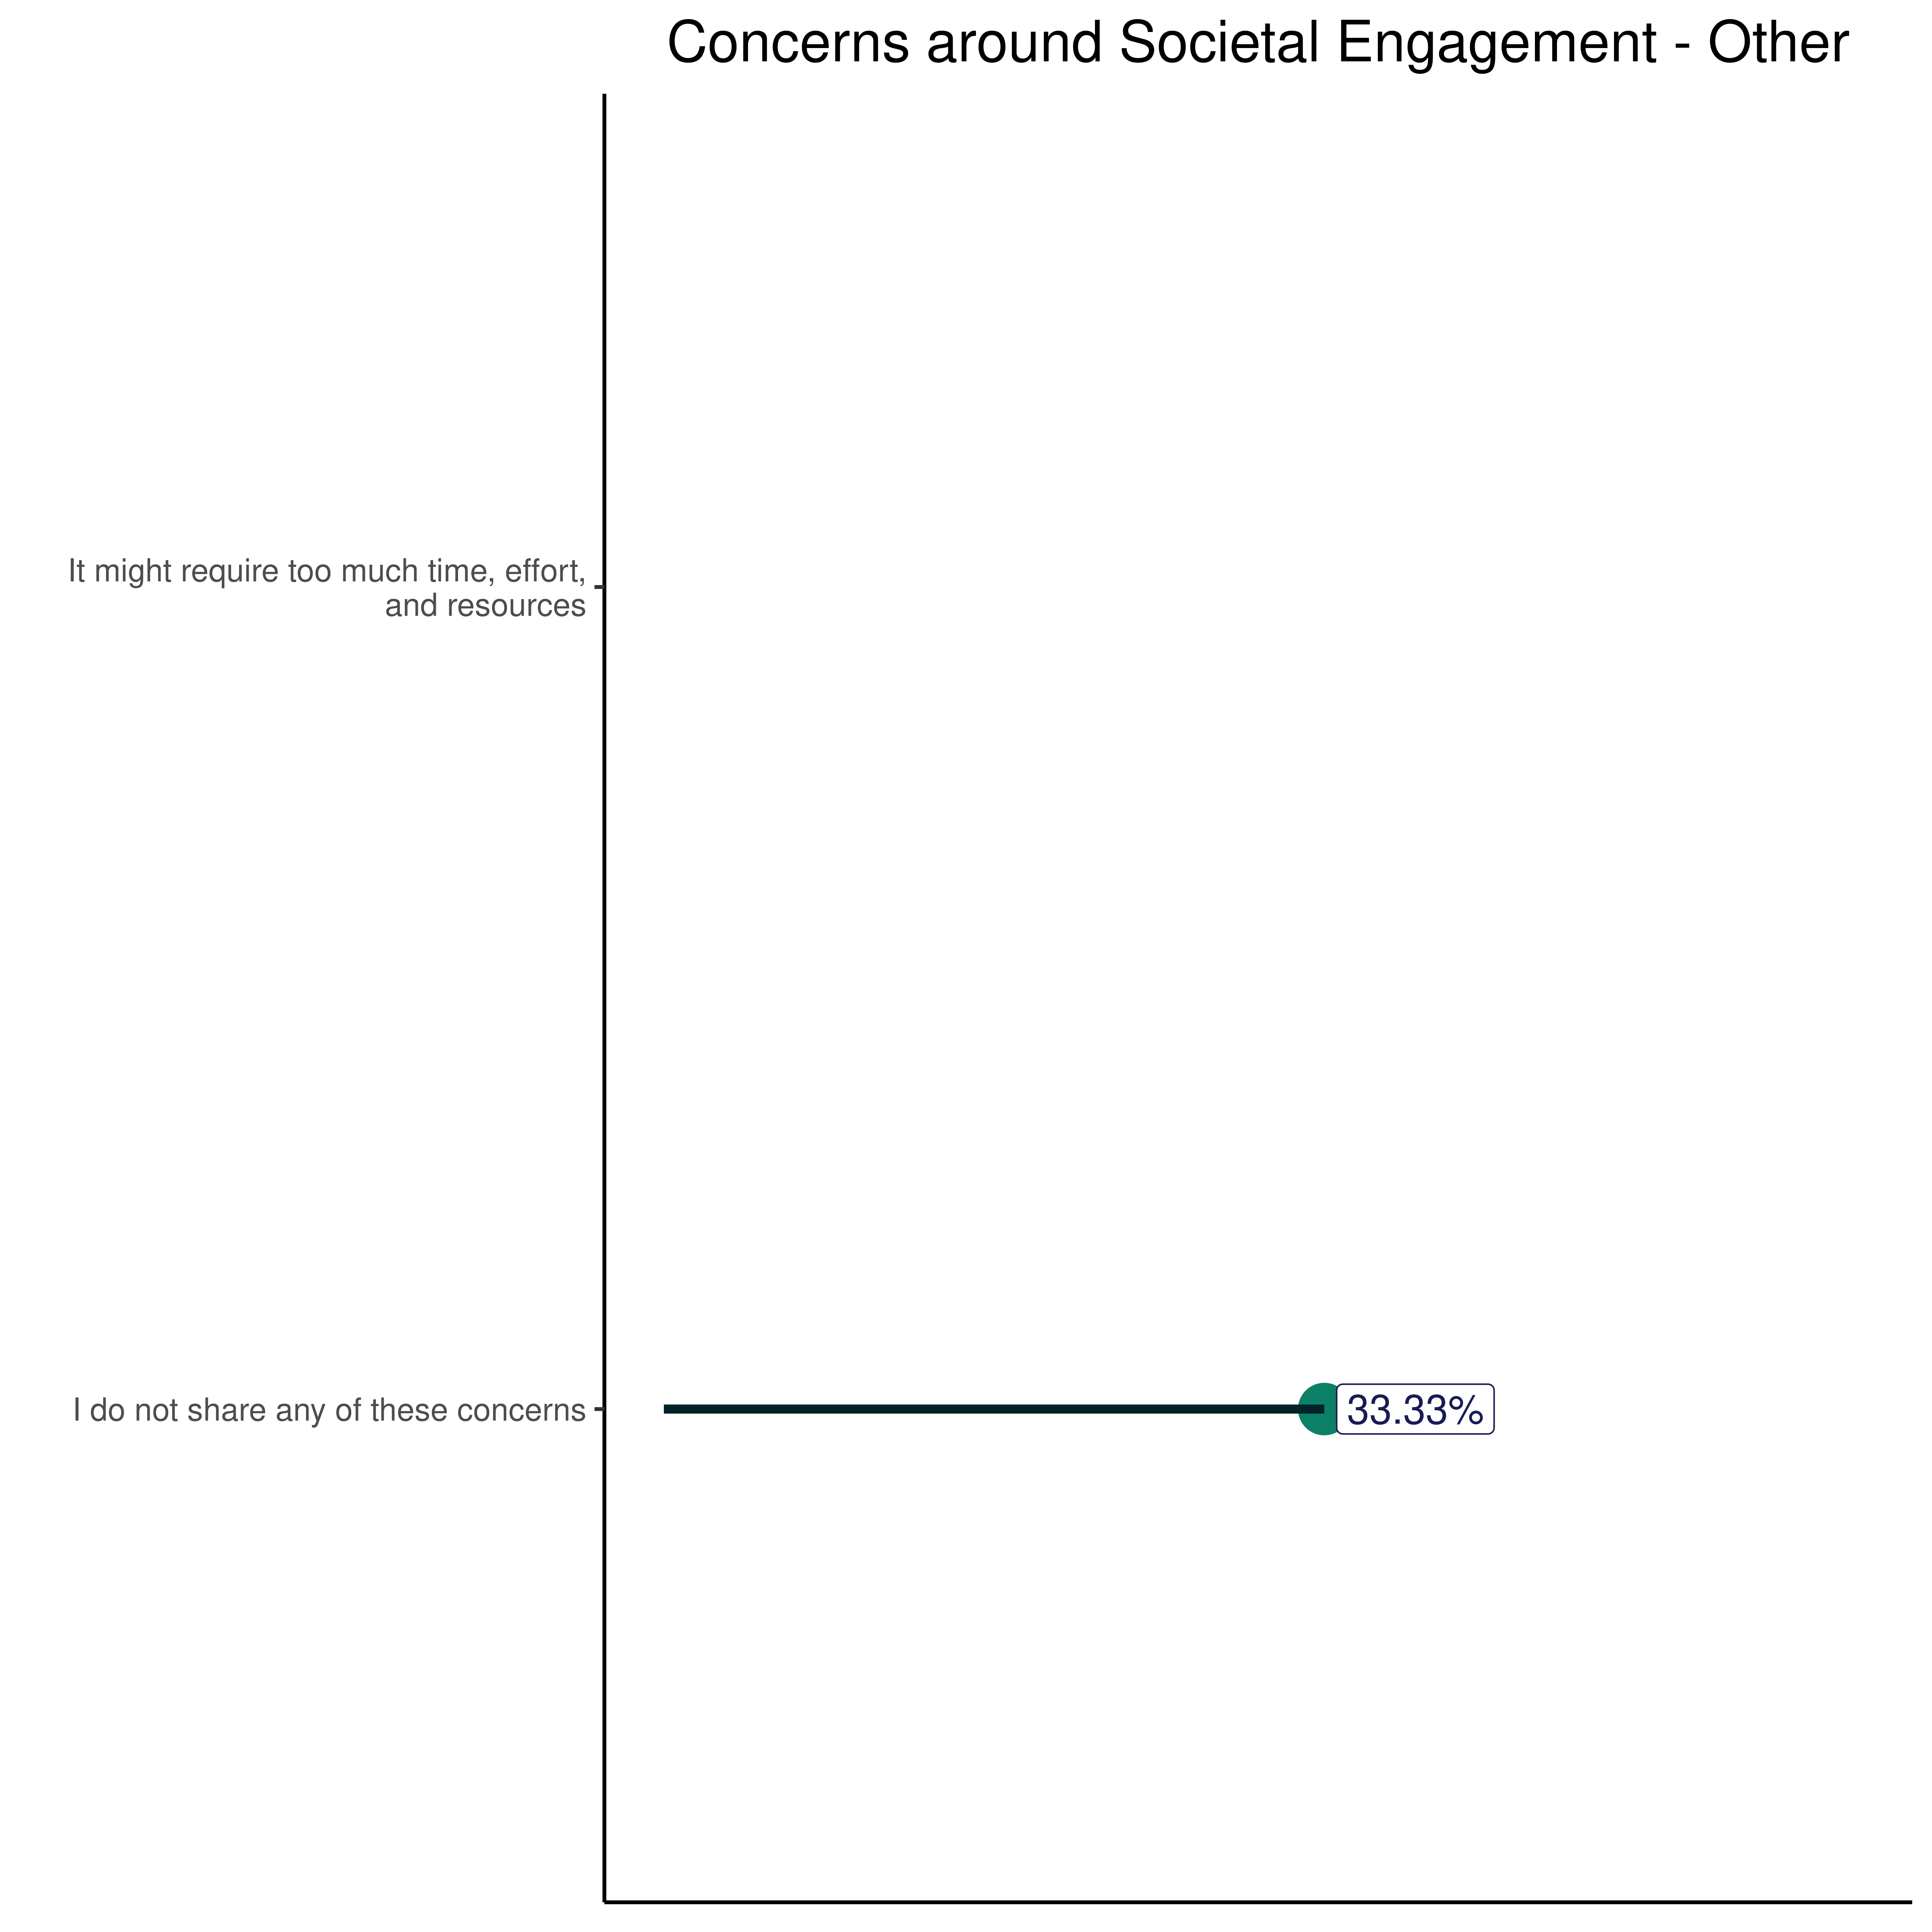 Concerns around Societal Engagement - Other
It might require too much time, effort,
and resources
I do not share any of these concerns
33.33%